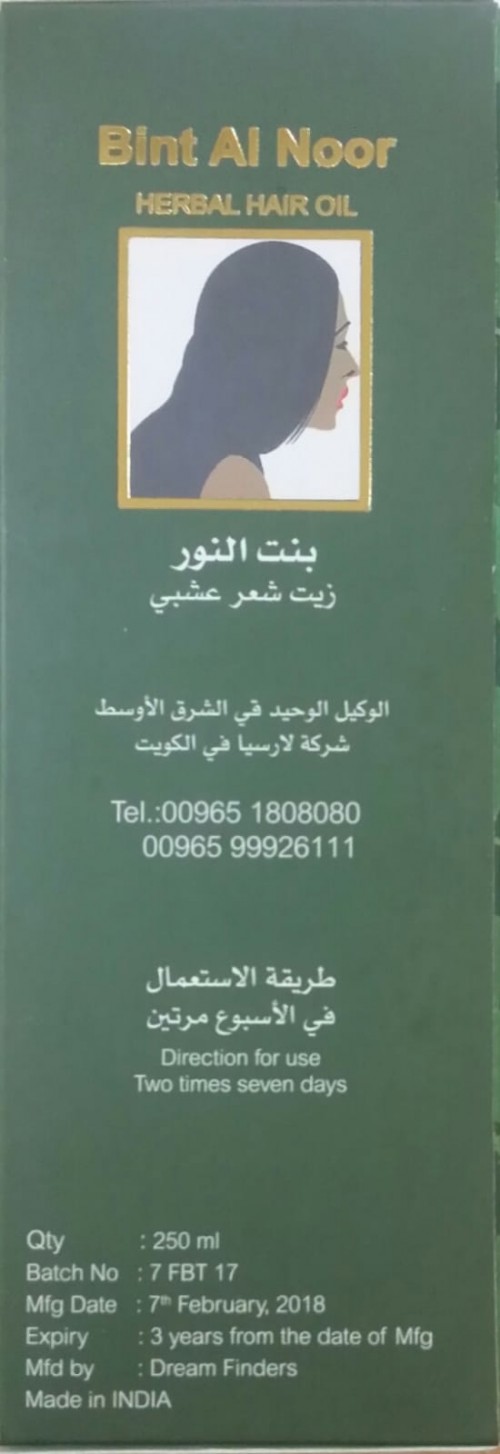 Bint Al Noor
HERBAL HAIR OIL
بنت النور
زيت شعر عشبي
الوكيل الوحيد قي الشرق الأوسط
شركة لارسيا في الكويت
Tel.:00965 1808080
00965 99926111
طريقة الاستعمال
في الأسبوع مرتين
Direction for use
Two times seven days
Qty : 250 ml
Batch No : 7 FBT 17
Mfg Date : 7th February, 2018
Expiry : 3 years from the date of Mfg
Mfd by : Dream Finders
Made in INDIA